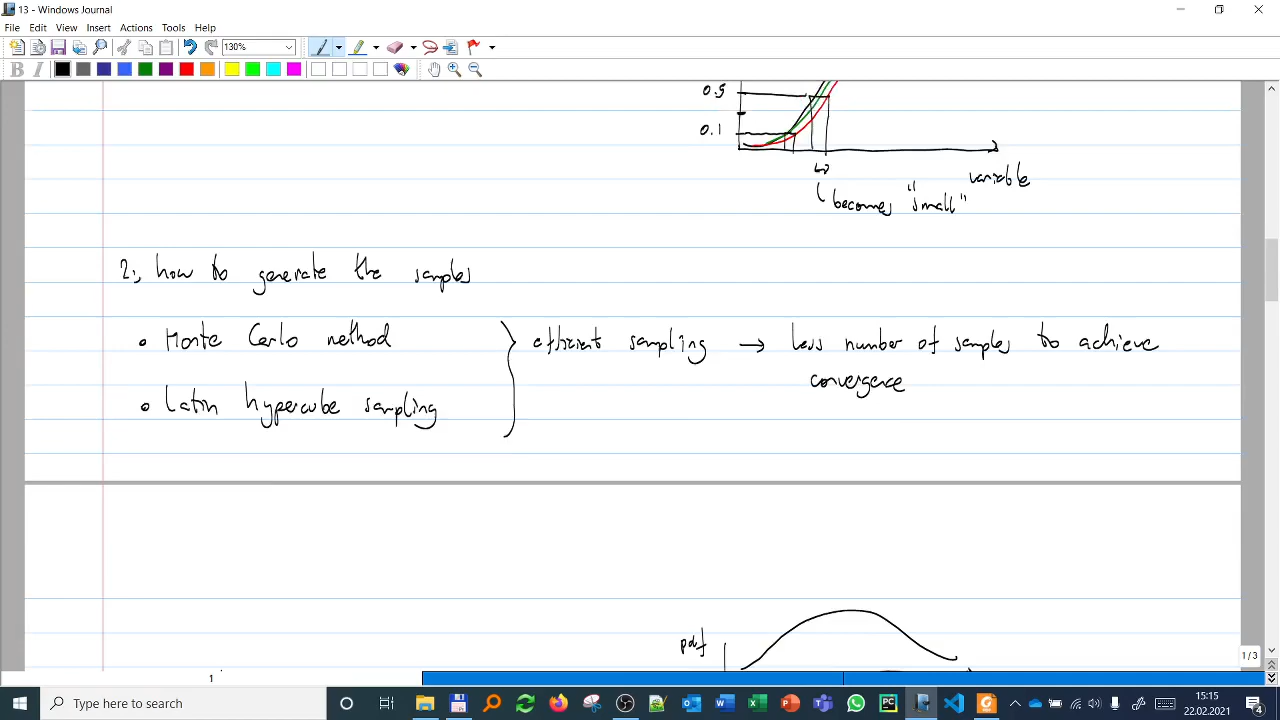 13 - Windows Journal
File Edit View Insert Actions Tools Help
130%
B I
0.5
0.1
variable
becomes "small"
2., how to generate the samples
• Monte Carlo method
efficient sampling → less number of samples to achieve
convergence
• Latin hypercube sampling
pdf
1/3
1
Type here to search
15:15
22.02.2021